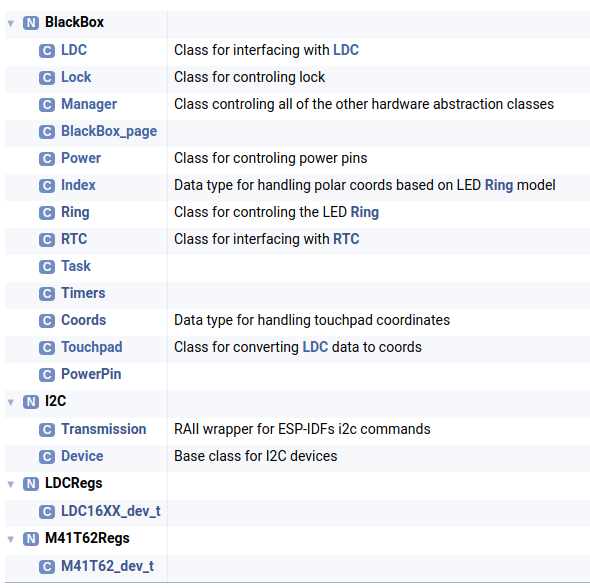 N BlackBox
C LDC Class for interfacing with LDC
C Lock Class for controling lock
C Manager Class controling all of the other hardware abstraction classes
C BlackBox_page
C Power Class for controling power pins
C Index Data type for handling polar coords based on LED Ring model
C Ring Class for controling the LED Ring
C RTC Class for interfacing with RTC
C Task
C Timers
C Coords Data type for handling touchpad coordinates
C Touchpad Class for converting LDC data to coords
C PowerPin
N I2C
C Transmission RAII wrapper for ESP-IDFs i2c commands
C Device Base class for I2C devices
N LDCRegs
C LDC16XX_dev_t
N M41T62Regs
C M41T62_dev_t